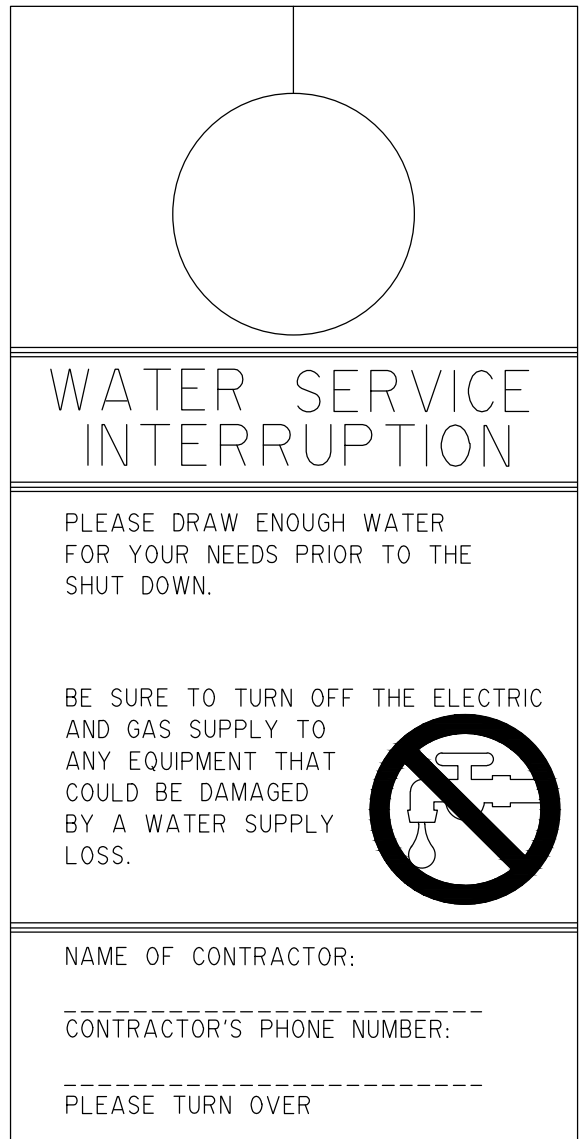 WATER SERVICE
INTERRUPTION
PLEASE DRAW ENOUGH WATER
FOR YOUR NEEDS PRIOR TO THE
SHUT DOWN.
BE SURE TO TURN OFF THE ELECTRIC
AND GAS SUPPLY TO
ANY EQUIPMENT THAT
COULD BE DAMAGED
BY A WATER SUPPLY
LOSS.
NAME OF CONTRACTOR:
________________________
CONTRACTOR'S PHONE NUMBER:
________________________
PLEASE TURN OVER